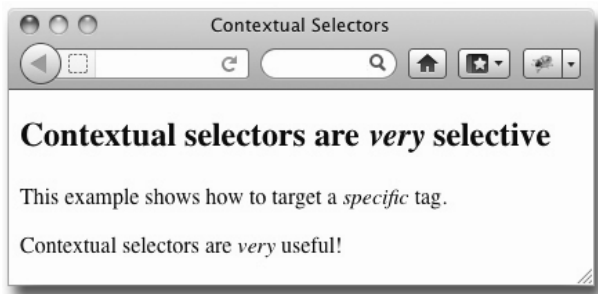 Contextual Selectors
Contextual selectors are very selective
This example shows how to target a specific tag.
Contextual selectors are very useful!